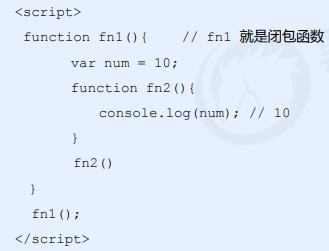 <script>
function fn1(){    // fn1 就是闭包函数
var num = 10;
function fn2(){
console.log(num); // 10
}
fn2()
}
fn1();
</script>